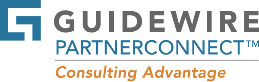 GUIDEWIRE
PARTNERCONNECT™
Consulting Advantage